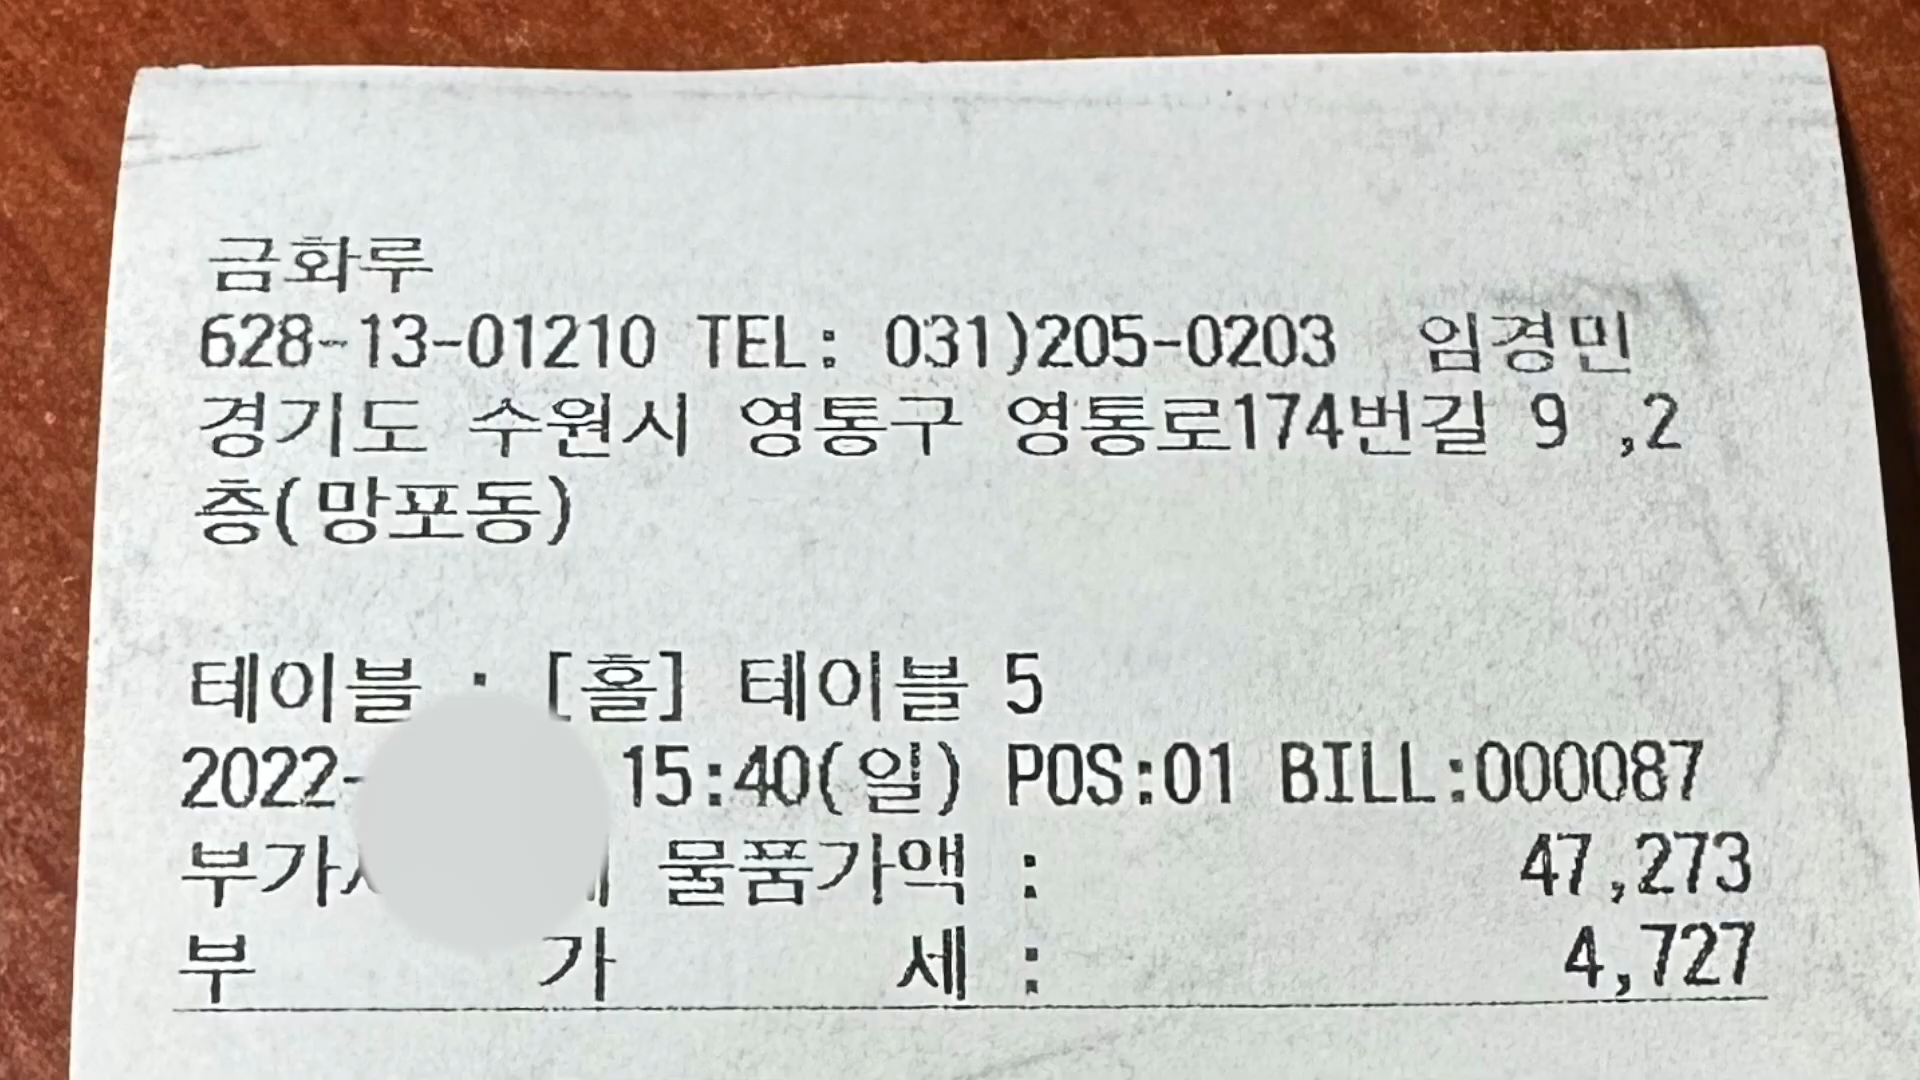 금화루
628-13-01210 TEL: 031)205-0203 임경민
경기도 수원시 영통구 영통로174번길 9 ,2
층(망포동)
테이블 : [홀] 테이블 5
2022- 15:40(일) POS:01 BILL:000087
물품가액 : 47,273
부 가 세 : 4,727